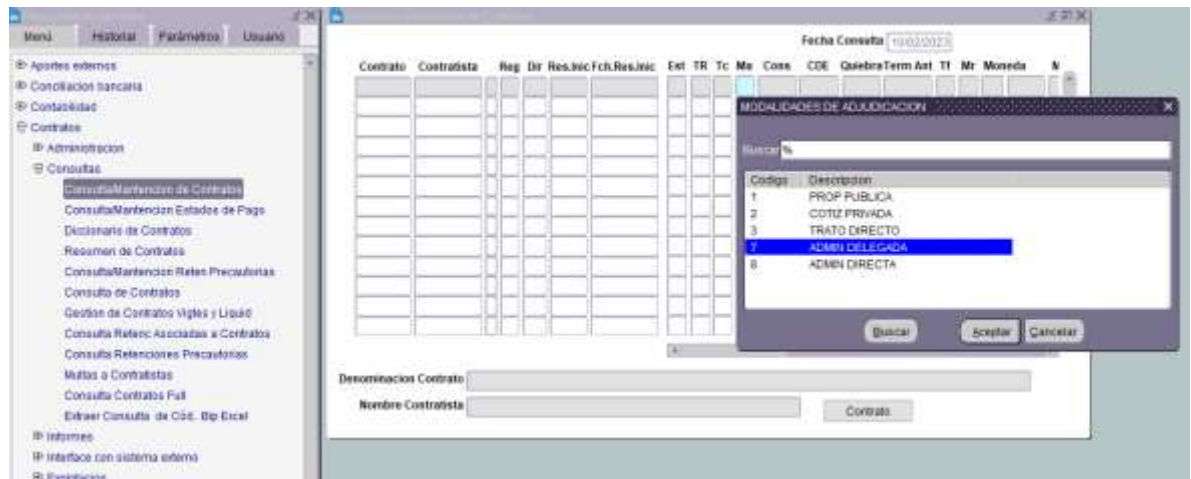 Menú Historial Parámetros Usuario
Aportes externos
Conciliacion bancaria
Contabilidad
Contratos
Administracion
Consultas
Consulta/Mantencion de Contratos
Consulta/Mantencion Estados de Pago
Diccionario de Contratos
Resumen de Contratos
Consulta/Mantencion Reten Precautorias
Consulta de Contratos
Gestion de Contratos Vigtes y Liquid
Consulta Retenc Asociadas a Contratos
Consulta Retenciones Precautorias
Multas a Contratistas
Consulta Contratos Full
Extraer Consulta de Cód. Bip Excel
Informes
Interface con sistema externo
Explotacion
Fecha Consulta 10/02/2023
Contrato Contratista Reg Dir Res.Inic Fch.Res.Inic Est TR Tc Ma Cons CDE Quiebra Term Ant Tf Mr Moneda
MODALIDADES DE ADJUDICACION
Buscar %
Codigo Descripcion
1 PROP PUBLICA
2 COTIZ PRIVADA
3 TRATO DIRECTO
7 ADMIN DELEGADA
8 ADMIN DIRECTA
Buscar Aceptar Cancelar
Denominacion Contrato
Nombre Contratista
Contrato